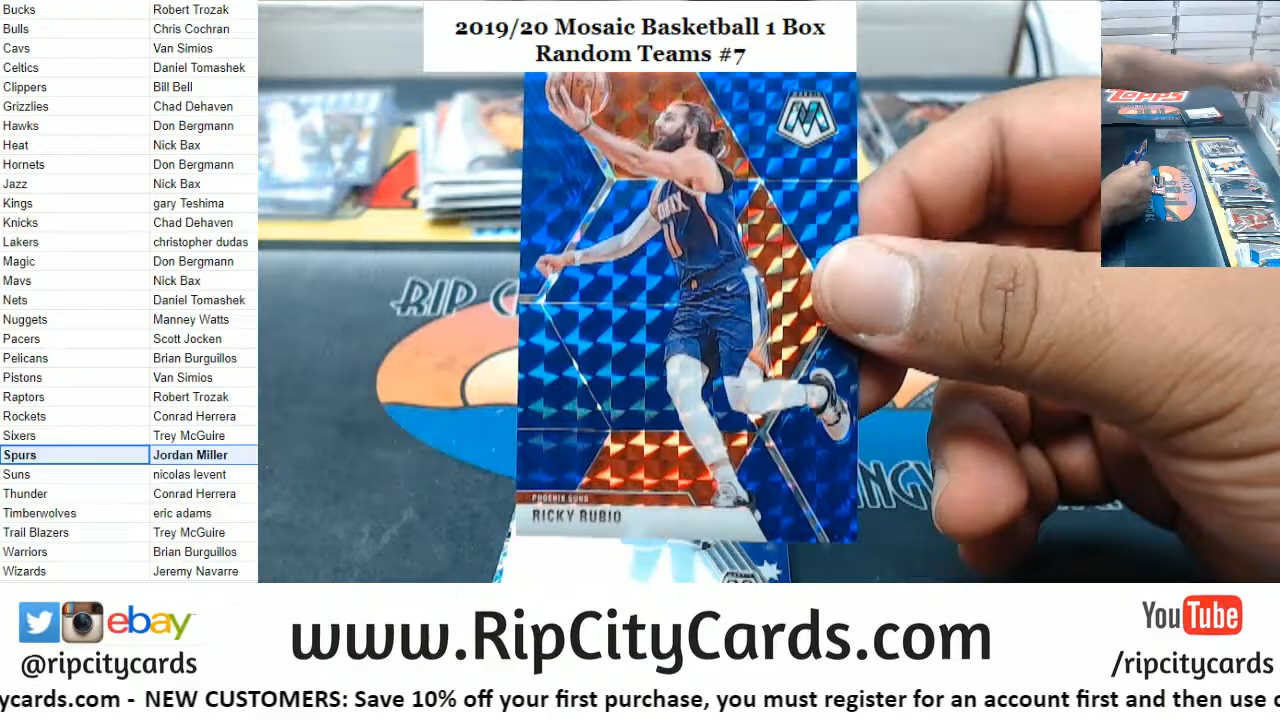 2019/20 Mosaic Basketball 1 Box
Random Teams #7
Bucks Robert Trozak
Bulls Chris Cochran
Cavs Van Simios
Celtics Daniel Tomashek
Clippers Bill Bell
Grizzlies Chad Dehaven
Hawks Don Bergmann
Heat Nick Bax
Hornets Don Bergmann
Jazz Nick Bax
Kings gary Teshima
Knicks Chad Dehaven
Lakers christopher dudas
Magic Don Bergmann
Mavs Nick Bax
Nets Daniel Tomashek
Nuggets Manney Watts
Pacers Scott Jocken
Pelicans Brian Burguillos
Pistons Van Simios
Raptors Robert Trozak
Rockets Conrad Herrera
Sixers Trey McGuire
Spurs Jordan Miller
Suns nicolas levent
Thunder Conrad Herrera
Timberwolves eric adams
Trail Blazers Trey McGuire
Warriors Brian Burguillos
Wizards Jeremy Navarre
Topps
RIP C
PHOENIX SUNS
RICKY RUBIO
ebay
@ripcitycards
www.RipCityCards.com
YouTube
/ripcitycards
ycards.com - NEW CUSTOMERS: Save 10% off your first purchase, you must register for an account first and then use